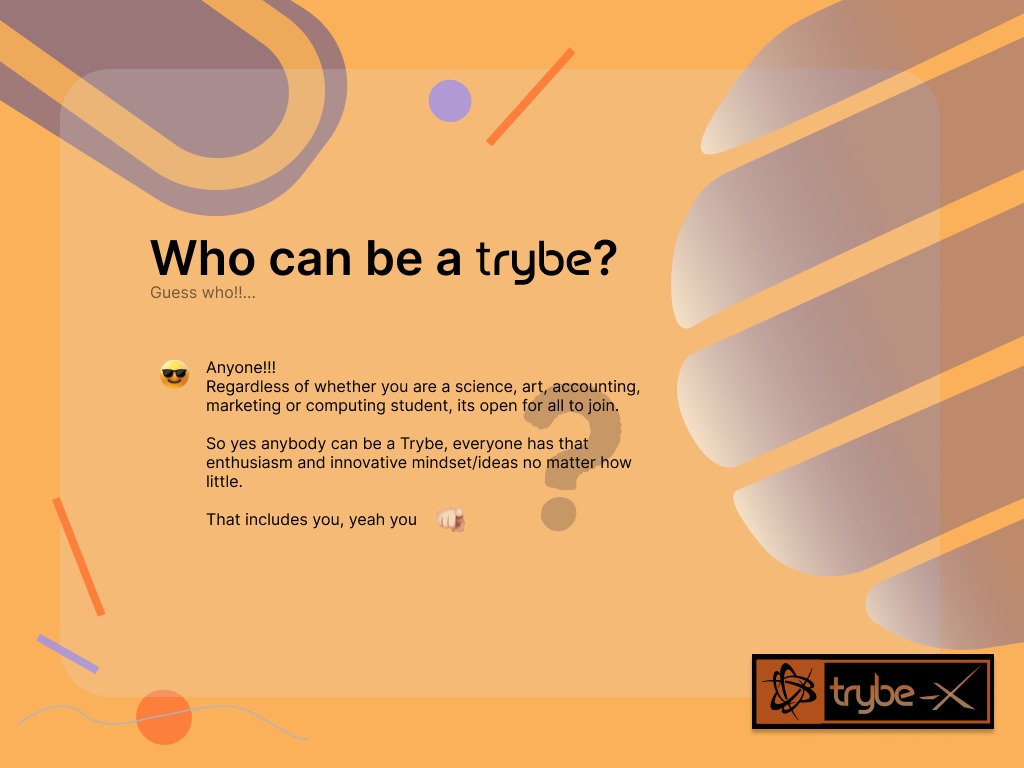 Who can be a trybe?
Guess who!!...
Anyone!!!
Regardless of whether you are a science, art, accounting,
marketing or computing student, its open for all to join.
So yes anybody can be a Trybe, everyone has that
enthusiasm and innovative mindset/ideas no matter how
little.
That includes you, yeah you
?
trybe-X